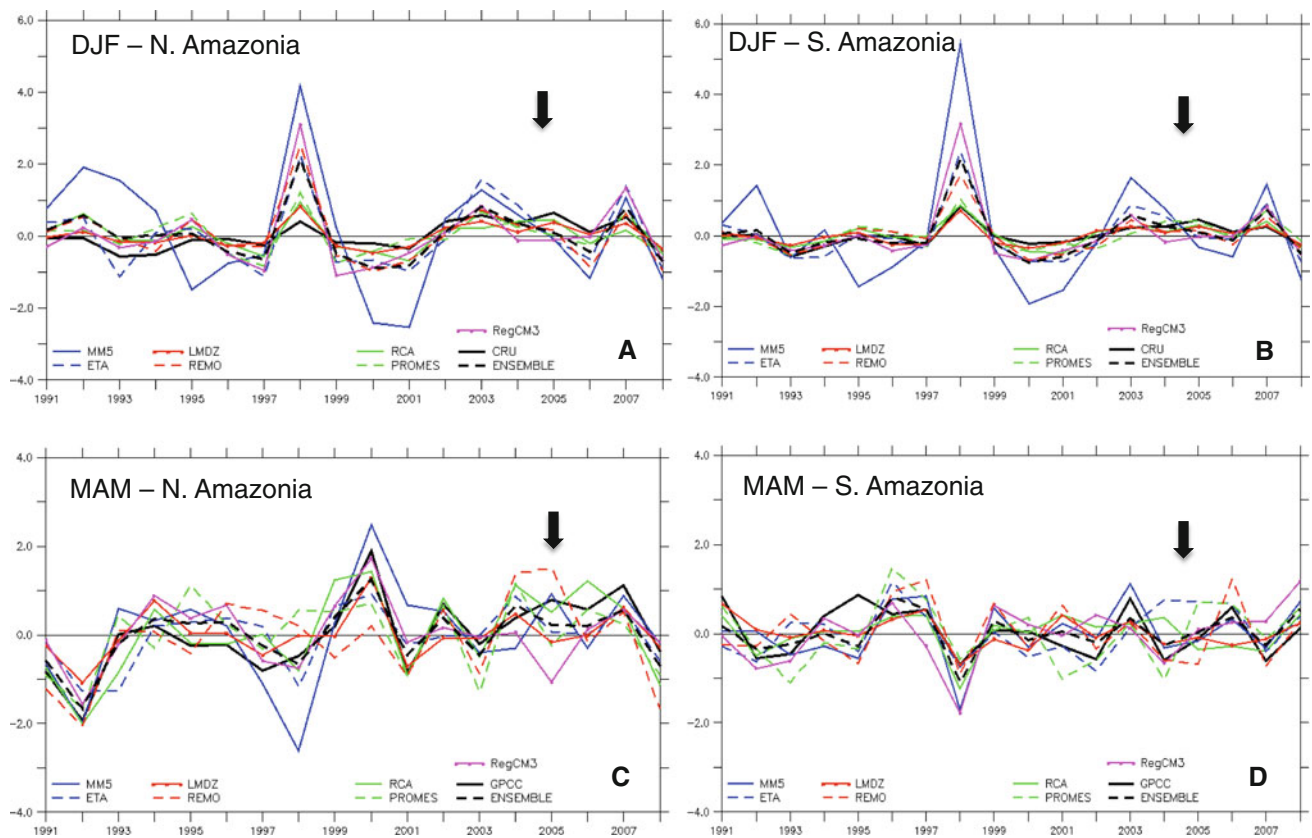 DJF – N. Amazonia
6.0
4.0
2.0
0.0
-2.0
-4.0
RegCM3
MM5 LMDZ RCA CRU
ETA REMO PROMES ENSEMBLE
A
1991 1993 1995 1997 1999 2001 2003 2005 2007
DJF – S. Amazonia
6.0
4.0
2.0
0.0
-2.0
-4.0
RegCM3
MM5 LMDZ RCA CRU
ETA REMO PROMES ENSEMBLE
B
1991 1993 1995 1997 1999 2001 2003 2005 2007
MAM – N. Amazonia
4.0
2.0
0.0
-2.0
-4.0
RegCM3
MM5 LMDZ RCA GPCC
ETA REMO PROMES ENSEMBLE
C
1991 1993 1995 1997 1999 2001 2003 2005 2007
MAM – S. Amazonia
4.0
2.0
0.0
-2.0
-4.0
RegCM3
MM5 LMDZ RCA GPCC
ETA REMO PROMES ENSEMBLE
D
1991 1993 1995 1997 1999 2001 2003 2005 2007